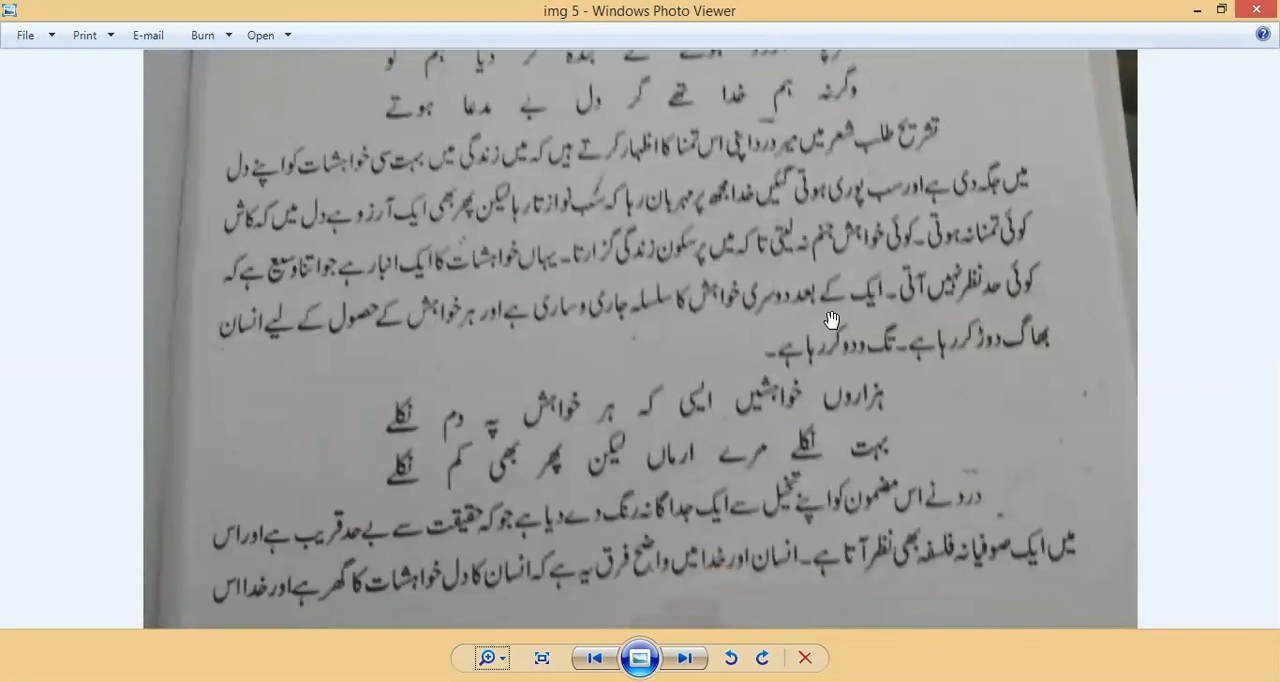 img 5 - Windows Photo Viewer
File Print E-mail Burn Open
بندہ کر دیا ہم کو
وگرنہ ہم خدا تھے گر دل بے مدعا ہوتے
تشریح طلب شعر میں میر درد اپنی اس تمنا کا اظہار کرتے ہیں کہ میں زندگی میں بہت سی خواہشات کو اپنے دل
میں جگہ دی ہے اور سب پوری ہوتی گئیں خدا مجھ پر مہربان رہا کہ سب نوازتا رہا لیکن پھر بھی ایک آرزو ہے دل میں کہ کاش
کوئی تمنا نہ ہوتی۔ کوئی خواہش جنم نہ لیتی تا کہ میں پر سکون زندگی گزارتا۔ یہاں خواہشات کا ایک انبار ہے جو اتنا وسیع ہے کہ
کوئی حد نظر نہیں آتی۔ ایک کے بعد دوسری خواہش کا سلسلہ جاری و ساری ہے اور ہر خواہش کے حصول کے لیے انسان
بھاگ دوڑ کر رہا ہے۔ تگ و دو کر رہا ہے۔
ہزاروں خواہشیں ایسی کہ ہر خواہش پہ دم نکلے
بہت نکلے مرے ارماں لیکن پھر بھی کم نکلے
درد نے اس مضمون کو اپنے تخیل سے ایک جداگانہ رنگ دے دیا ہے جو کہ حقیقت سے بے حد قریب ہے اور اس
میں ایک صوفیانہ فلسفہ بھی نظر آتا ہے۔ انسان اور خدا میں واضح فرق یہ ہے کہ انسان کا دل خواہشات کا گھر ہے اور خدا اس